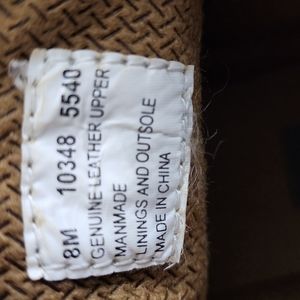 8M 10348 5540
GENUINE LEATHER UPPER
MANMADE
LININGS AND OUTSOLE
MADE IN CHINA